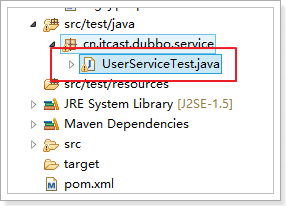 src/test/java
cn.itcast.dubbo.service
UserServiceTest.java
src/test/resources
JRE System Library [J2SE-1.5]
Maven Dependencies
src
target
pom.xml